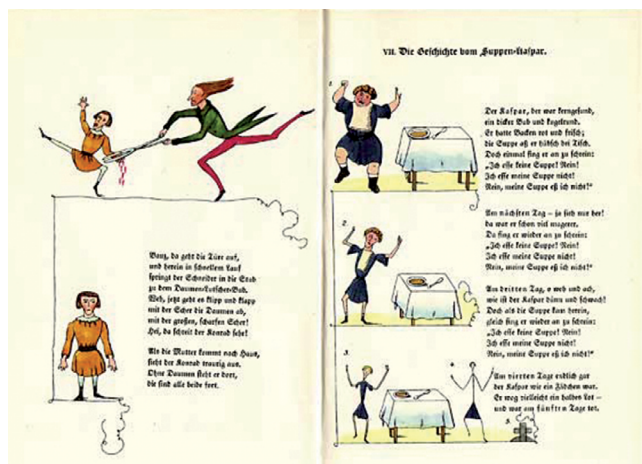 Bauz, da geht die Türe auf,
und herein in schnellem Lauf
springt der Schneider in die Stub
zu dem Daumen-Lutscher-Bub.
Weh, jetzt geht es klipp und klapp
mit der Scher die Daumen ab,
mit der großen, scharfen Scher!
Hei, da schreit der Konrad sehr!
Als die Mutter kommt nach Haus,
sieht der Konrad traurig aus.
Ohne Daumen steht er dort,
die sind alle beide fort.
VII. Die Geschichte vom Suppen-Kaspar.
1.
Der Kaspar, der war kerngesund,
ein dicker Bub und kugelrund.
Er hatte Backen rot und frisch;
die Suppe aß er hübsch bei Tisch.
Doch einmal fing er an zu schrein:
„Ich esse keine Suppe! Nein!
Ich esse meine Suppe nicht!
Nein, meine Suppe eß ich nicht!“
2.
Am nächsten Tag – ja sieh nur her!
da war er schon viel magerer.
Da fing er wieder an zu schrein:
„Ich esse keine Suppe! Nein!
Ich esse meine Suppe nicht!
Nein, meine Suppe eß ich nicht!“
Am dritten Tag, o weh und ach,
wie ist der Kaspar dünn und schwach!
Doch als die Suppe kam herein,
gleich fing er wieder an zu schrein:
„Ich esse keine Suppe! Nein!
Ich esse meine Suppe nicht!
Nein, meine Suppe eß ich nicht!“
3.
Am vierten Tage endlich gar
der Kaspar wie ein Fädchen war.
Er wog vielleicht ein halbes Lot –
und war am fünften Tage tot.
5.